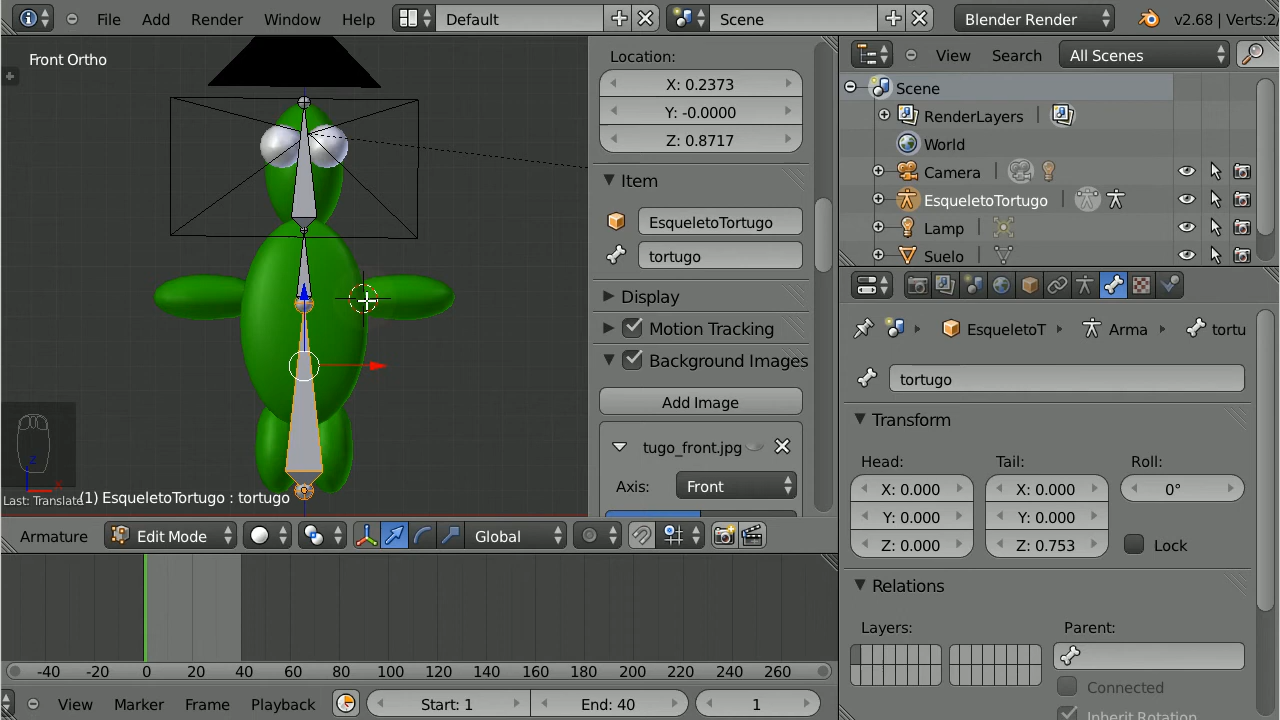 File Add Render Window Help Default Scene Blender Render v2.68 | Verts:2
Front Ortho
Last: Translate
(1) EsqueletoTortugo : tortugo
z
x
Location:
X: 0.2373
Y: -0.0000
Z: 0.8717
Item
EsqueletoTortugo
tortugo
Display
Motion Tracking
Background Images
Add Image
tugo_front.jpg
Axis: Front
Armature Edit Mode Global
-40 -20 0 20 40 60 80 100 120 140 160 180 200 220 240 260
View Marker Frame Playback Start: 1 End: 40 1
View Search All Scenes
Scene
RenderLayers
World
Camera
EsqueletoTortugo
Lamp
Suelo
EsqueletoT Arma tortu
tortugo
Transform
Head: Tail: Roll:
X: 0.000 X: 0.000 0°
Y: 0.000 Y: 0.000
Z: 0.000 Z: 0.753 Lock
Relations
Layers: Parent:
Connected
Inherit Rotation